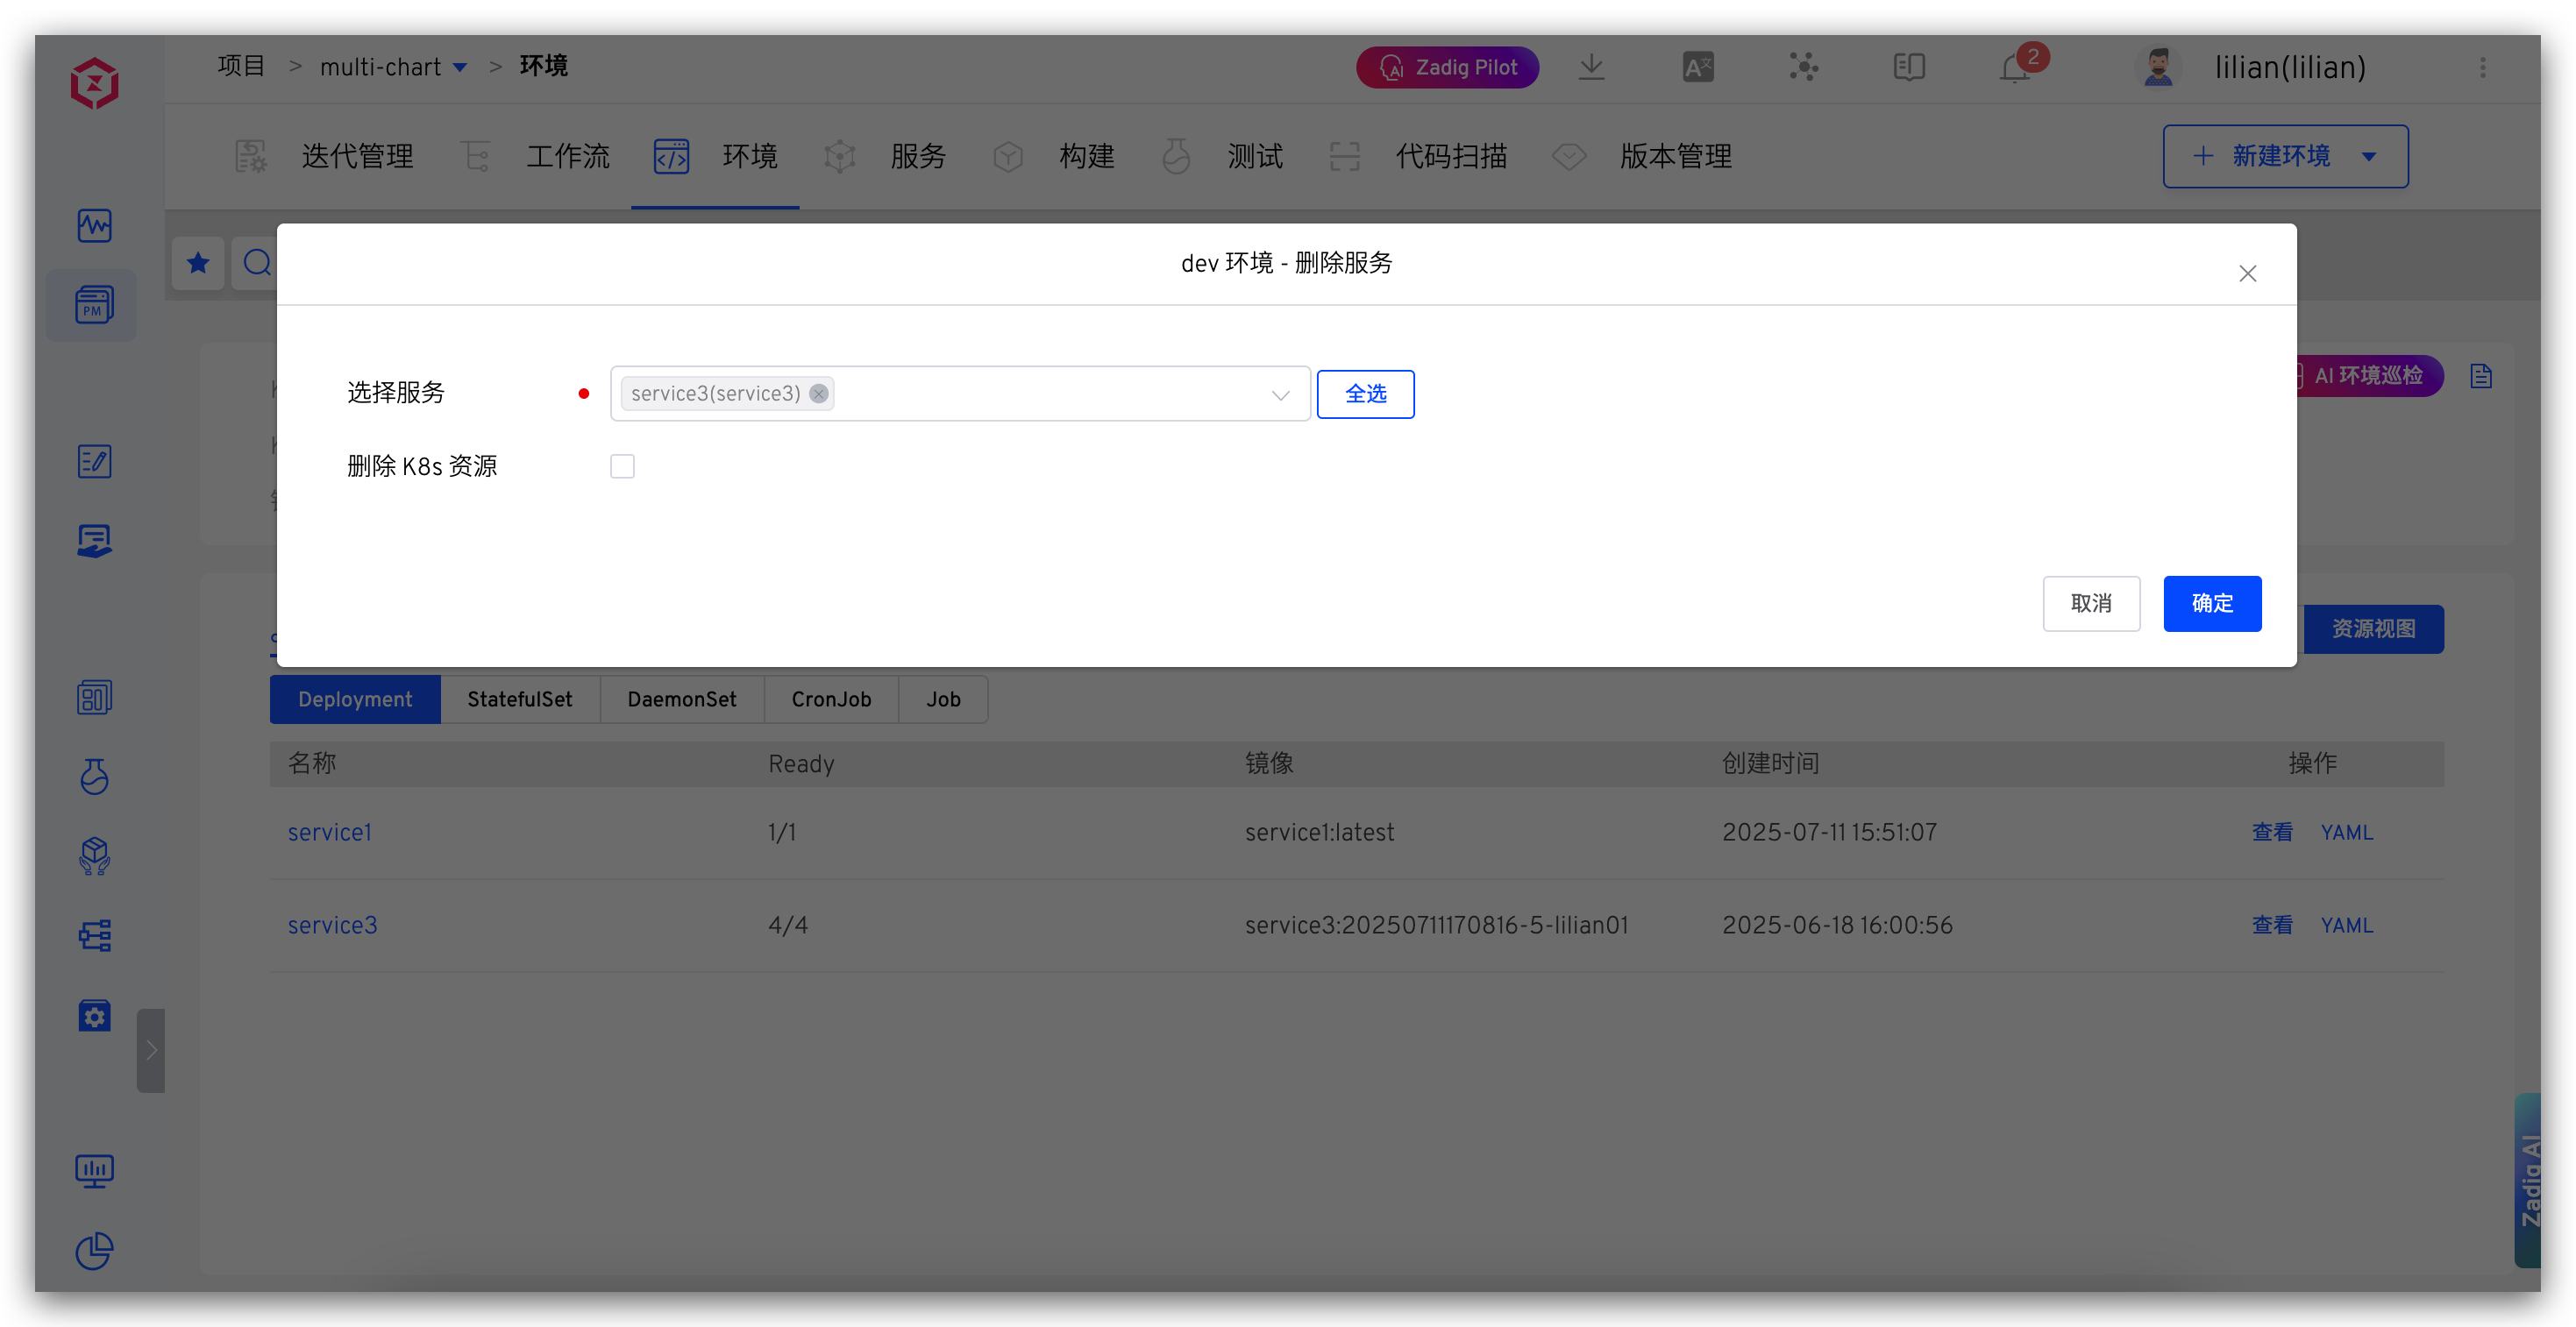 项目 > multi-chart > 环境
Zadig Pilot
2
lilian(lilian)
迭代管理 工作流 环境 服务 构建 测试 代码扫描 版本管理
+ 新建环境
PM
dev 环境 - 删除服务
选择服务 service3(service3) 全选
删除 K8s 资源
AI 环境巡检
取消 确定
资源视图
Deployment StatefulSet DaemonSet CronJob Job
名称 Ready 镜像 创建时间 操作
service1 1/1 service1:latest 2025-07-11 15:51:07 查看 YAML
service3 4/4 service3:20250711170816-5-lilian01 2025-06-18 16:00:56 查看 YAML
Zadig AI